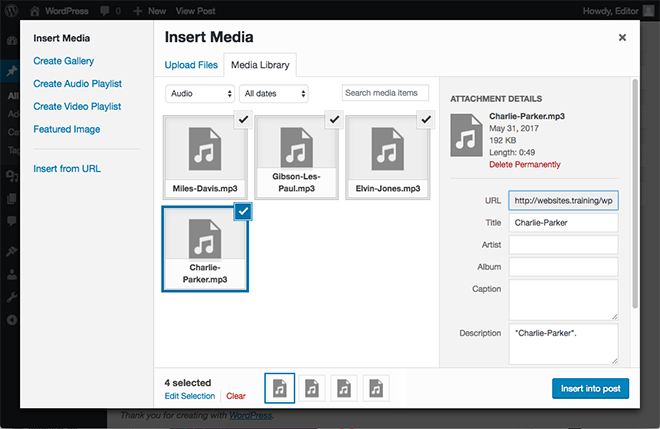 WordPress 0 + New View Post Howdy, Editor
Insert Media
Create Gallery
Create Audio Playlist
Create Video Playlist
Featured Image
Insert from URL
Insert Media
Upload Files Media Library
Audio All dates Search media items
Miles-Davis.mp3
Gibson-Les-
Paul.mp3
Elvin-Jones.mp3
Charlie-
Parker.mp3
ATTACHMENT DETAILS
Charlie-Parker.mp3
May 31, 2017
192 KB
Length: 0:49
Delete Permanently
URL http://websites.training/wp
Title Charlie-Parker
Artist
Album
Caption
Description "Charlie-Parker".
4 selected
Edit Selection Clear
Insert into post
All
Ad
Ca
Tag
Thank you for creating with WordPress.